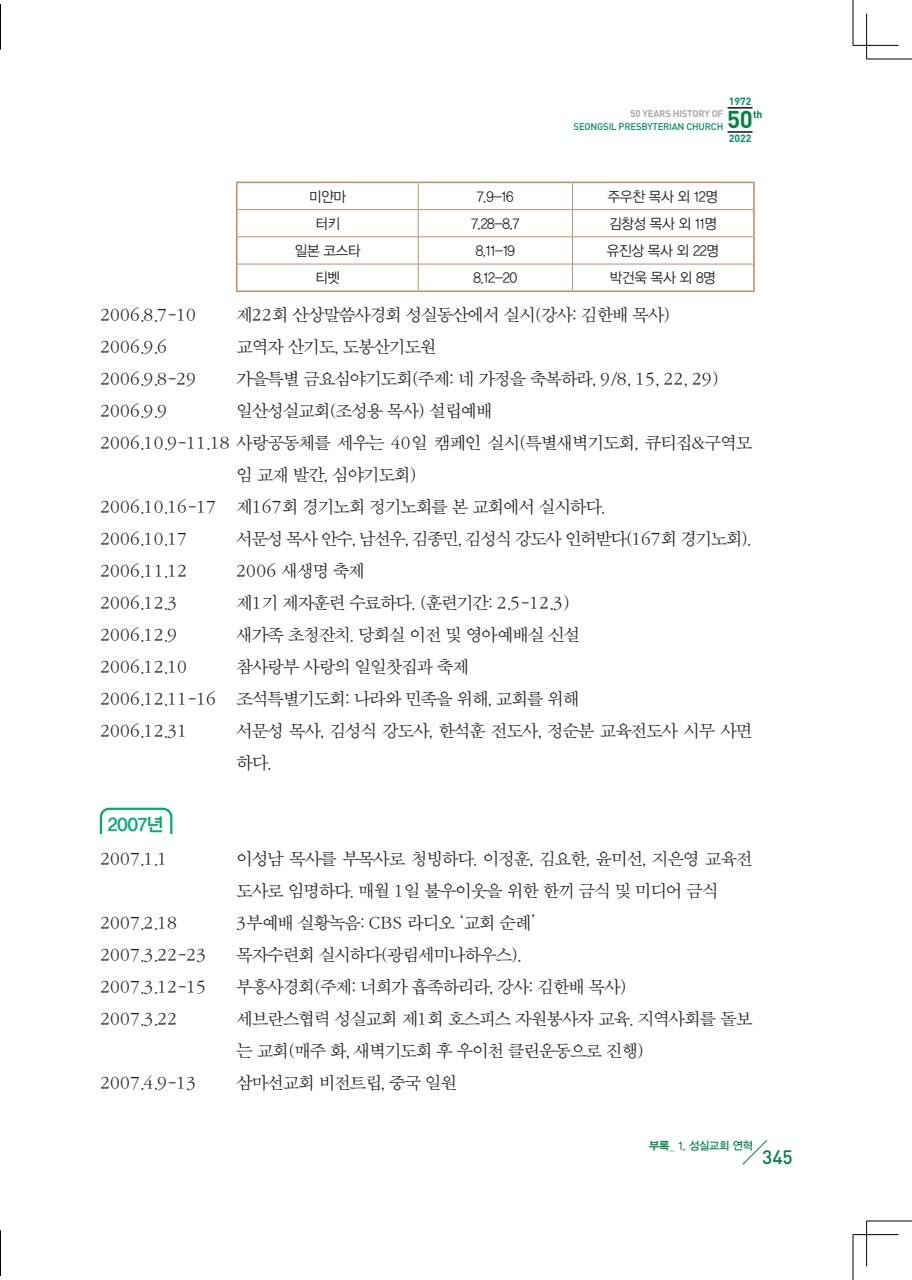 1972
50 YEARS HISTORY OF
SEONGSIL PRESBYTERIAN CHURCH
50th
2022
미얀마 7.9–16 주우찬 목사 외 12명
터키 7.28–8.7 김창성 목사 외 11명
일본 코스타 8.11–19 유진상 목사 외 22명
티벳 8.12–20 박건욱 목사 외 8명
2006.8.7-10 제22회 산상말씀사경회 성실동산에서 실시(강사: 김한배 목사)
2006.9.6 교역자 산기도, 도봉산기도원
2006.9.8-29 가을특별 금요심야기도회(주제: 네 가정을 축복하라, 9/8, 15, 22, 29)
2006.9.9 일산성실교회(조성용 목사) 설립예배
2006.10.9-11.18 사랑공동체를 세우는 40일 캠페인 실시(특별새벽기도회, 큐티집&구역모
임 교재 발간, 심야기도회)
2006.10.16-17 제167회 경기노회 정기노회를 본 교회에서 실시하다.
2006.10.17 서문성 목사 안수, 남선우, 김종민, 김성식 강도사 인허받다(167회 경기노회).
2006.11.12 2006 새생명 축제
2006.12.3 제1기 제자훈련 수료하다. (훈련기간: 2.5-12.3)
2006.12.9 새가족 초청잔치. 당회실 이전 및 영아예배실 신설
2006.12.10 참사랑부 사랑의 일일찻집과 축제
2006.12.11-16 조석특별기도회: 나라와 민족을 위해, 교회를 위해
2006.12.31 서문성 목사, 김성식 강도사, 한석훈 전도사, 정순분 교육전도사 시무 사면
하다.
2007년
2007.1.1 이성남 목사를 부목사로 청빙하다. 이정훈, 김요한, 윤미선, 지은영 교육전
도사로 임명하다. 매월 1일 불우이웃을 위한 한끼 금식 및 미디어 금식
2007.2.18 3부예배 실황녹음: CBS 라디오 ‘교회 순례’
2007.3.22-23 목자수련회 실시하다(광림세미나하우스).
2007.3.12-15 부흥사경회(주제: 너희가 흡족하리라, 강사: 김한배 목사)
2007.3.22 세브란스협력 성실교회 제1회 호스피스 자원봉사자 교육. 지역사회를 돌보
는 교회(매주 화, 새벽기도회 후 우이천 클린운동으로 진행)
2007.4.9-13 삼마선교회 비전트립, 중국 일원
부록_ 1. 성실교회 연혁 345